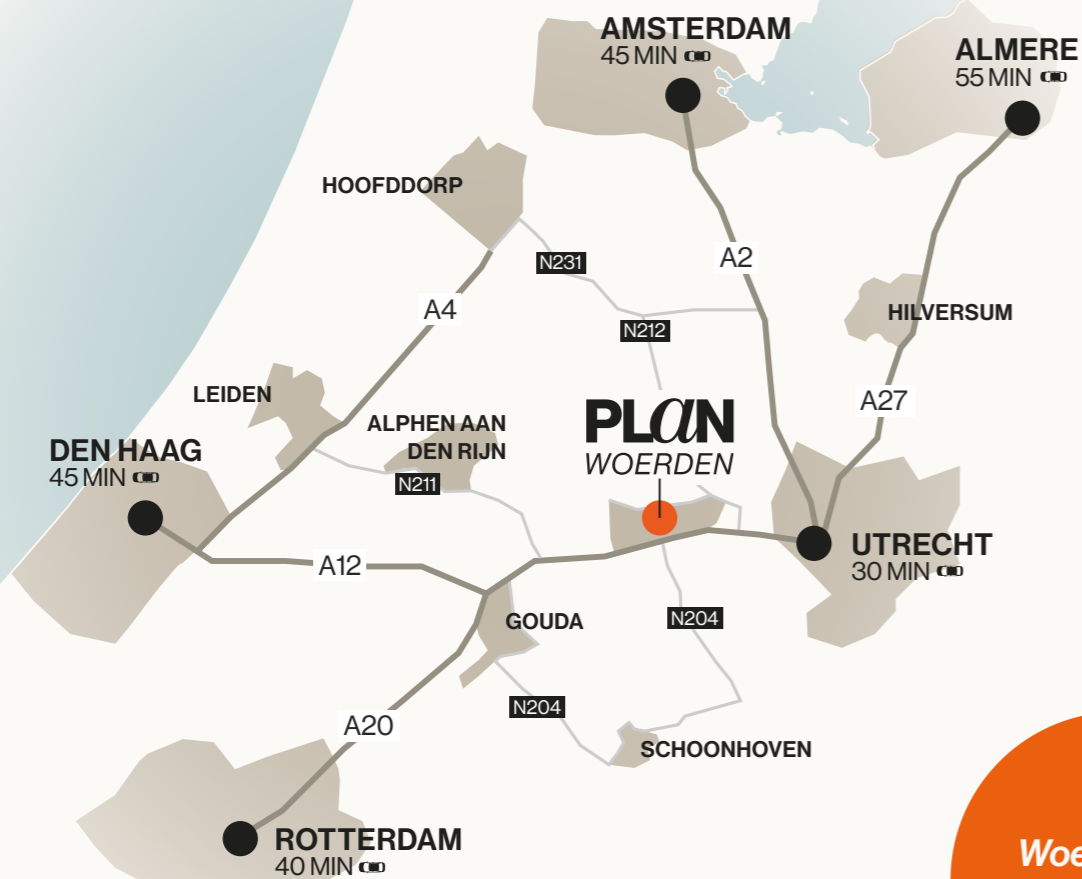 AMSTERDAM
45 MIN
ALMERE
55 MIN
HOOFDDORP
N231
A2
A4
N212
HILVERSUM
LEIDEN
A27
ALPHEN AAN
DEN RIJN
PLaN
WOERDEN
DEN HAAG
45 MIN
N211
UTRECHT
30 MIN
A12
GOUDA
N204
N204
A20
SCHOONHOVEN
ROTTERDAM
40 MIN
Woe